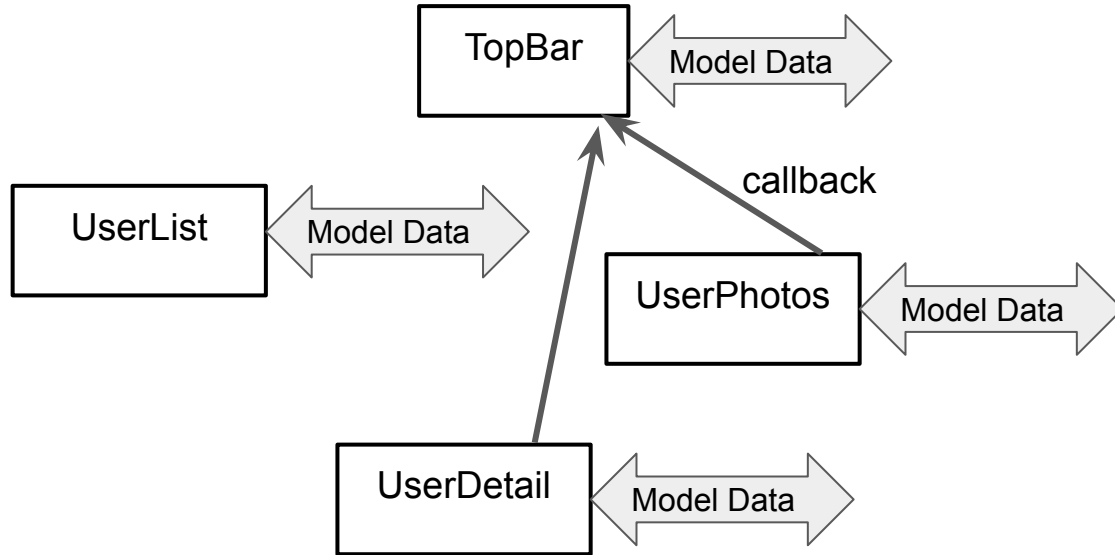 TopBar
Model Data
callback
UserList
Model Data
UserPhotos
Model Data
UserDetail
Model Data